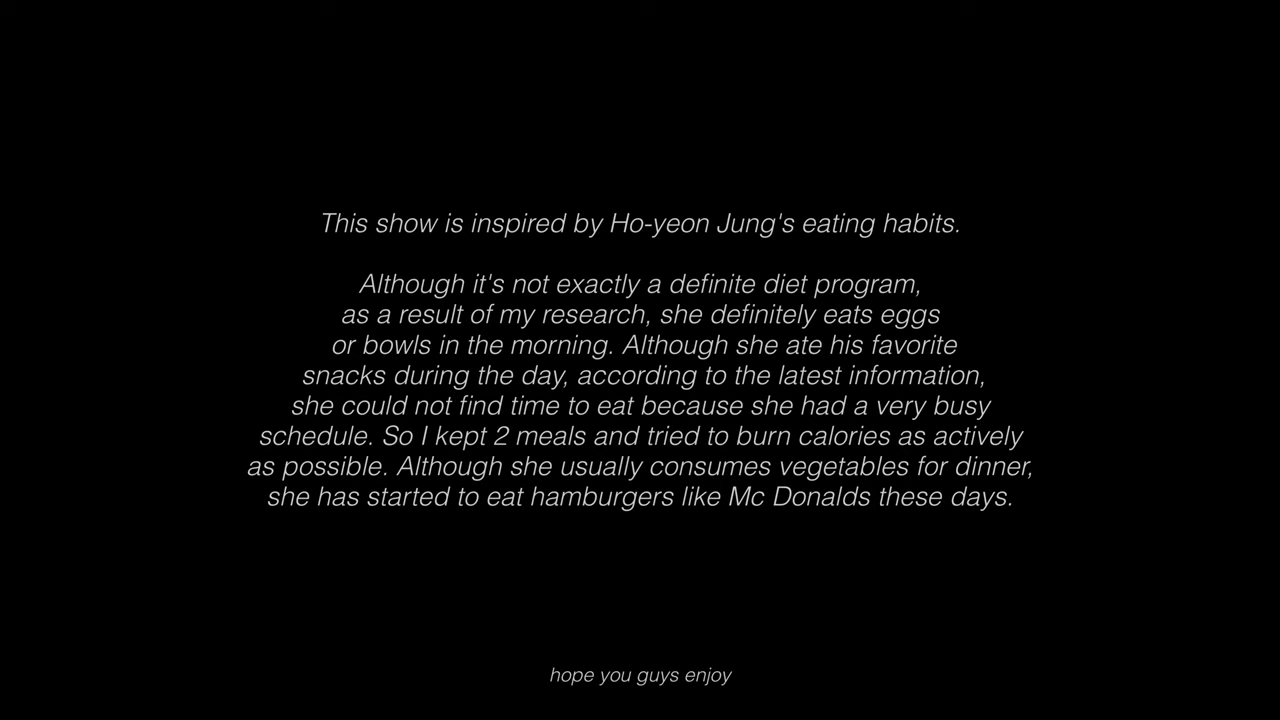 This show is inspired by Ho-yeon Jung's eating habits.
Although it's not exactly a definite diet program,
as a result of my research, she definitely eats eggs
or bowls in the morning. Although she ate his favorite
snacks during the day, according to the latest information,
she could not find time to eat because she had a very busy
schedule. So I kept 2 meals and tried to burn calories as actively
as possible. Although she usually consumes vegetables for dinner,
she has started to eat hamburgers like Mc Donalds these days.
hope you guys enjoy